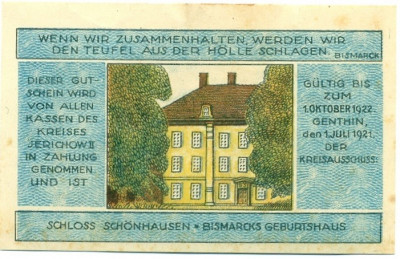 WENN WIR ZUSAMMENHALTEN, WERDEN WIR
DEN TEUFEL AUS DER HÖLLE SCHLAGEN.
BISMARCK
DIESER GUT-
SCHEIN WIRD
VON ALLEN
KASSEN DES
KREISES
JERICHOW II
IN ZAHLUNG
GENOMMEN
UND IST
GÜLTIG BIS
ZUM
1.OKTOBER 1922.
GENTHIN,
den 1.JULI 1921.
DER
KREISAUSSCHUSS:
SCHLOSS SCHÖNHAUSEN * BISMARCKS GEBURTSHAUS